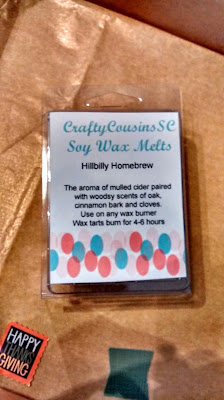 CraftyCousinsSC
Soy Wax Melts
Hillbilly Homebrew
The aroma of mulled cider paired
with woodsy scents of oak,
cinnamon bark and cloves.
Use on any wax burner
Wax tarts burn for 4-6 hours
HAPPY
THANKS
GIVING